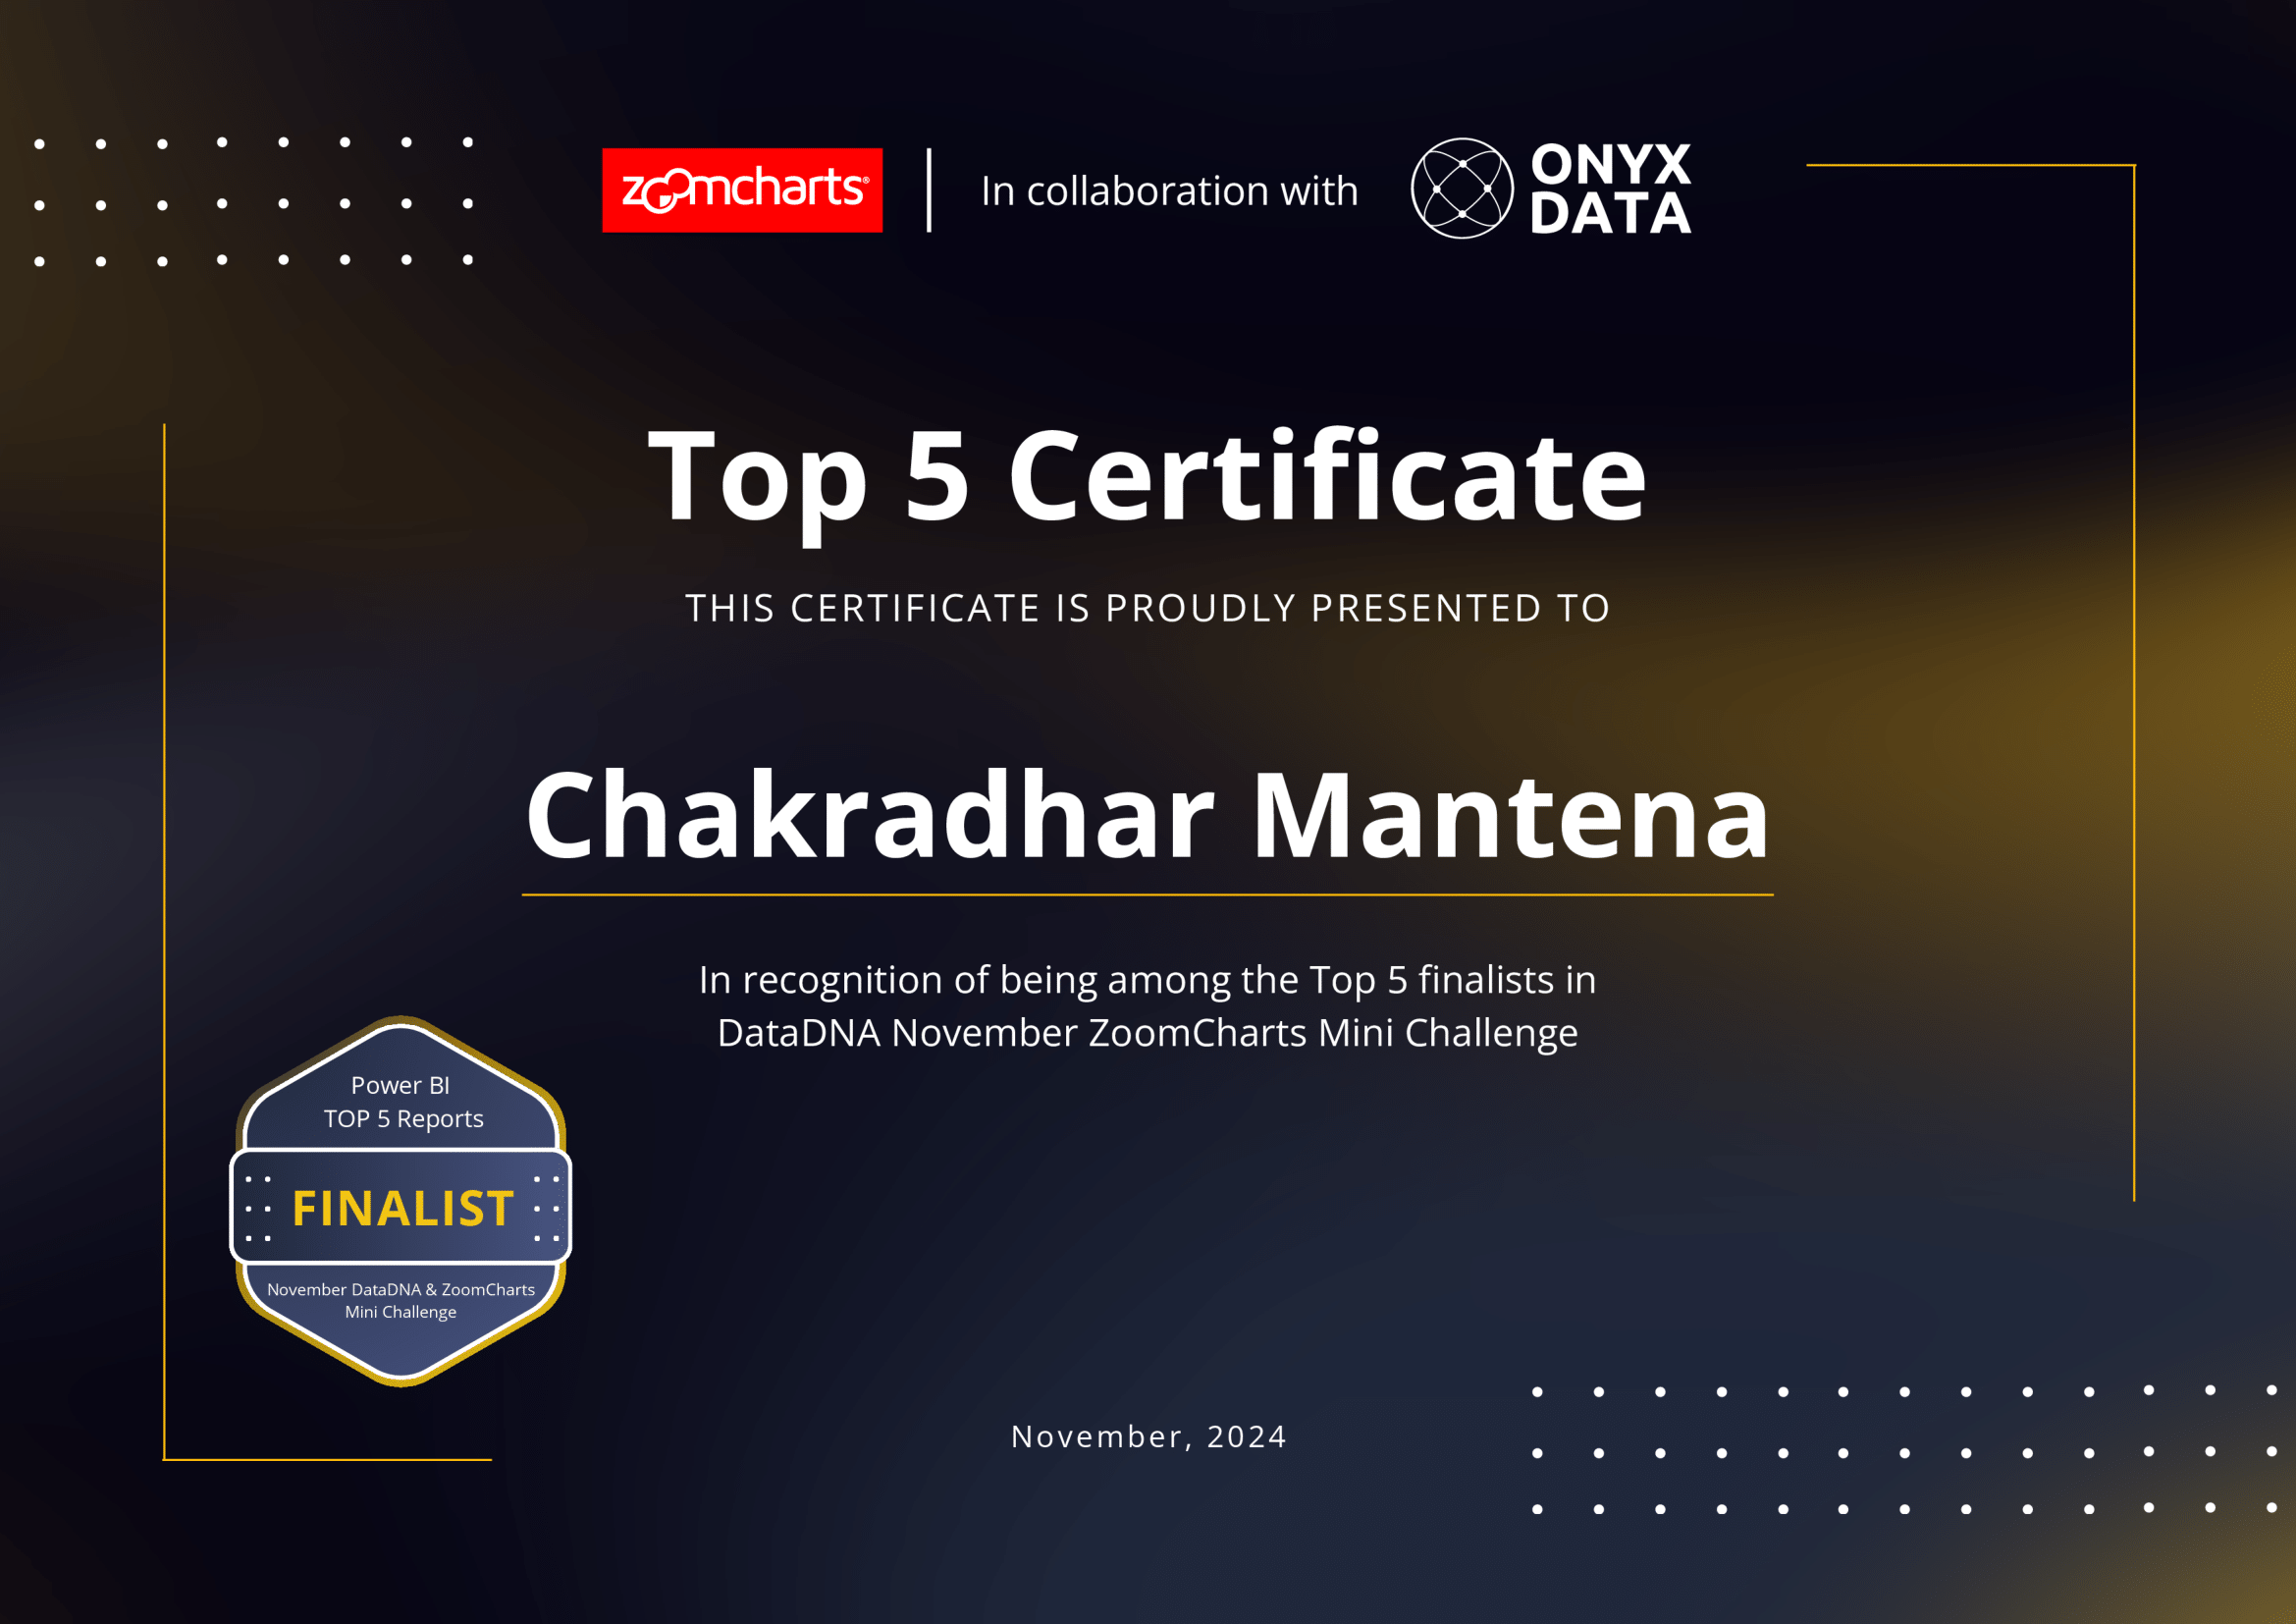 zoomcharts®
In collaboration with
ONYX
DATA
Top 5 Certificate
THIS CERTIFICATE IS PROUDLY PRESENTED TO
Chakradhar Mantena
In recognition of being among the Top 5 finalists in
DataDNA November ZoomCharts Mini Challenge
Power BI
TOP 5 Reports
FINALIST
November DataDNA & ZoomCharts
Mini Challenge
November, 2024